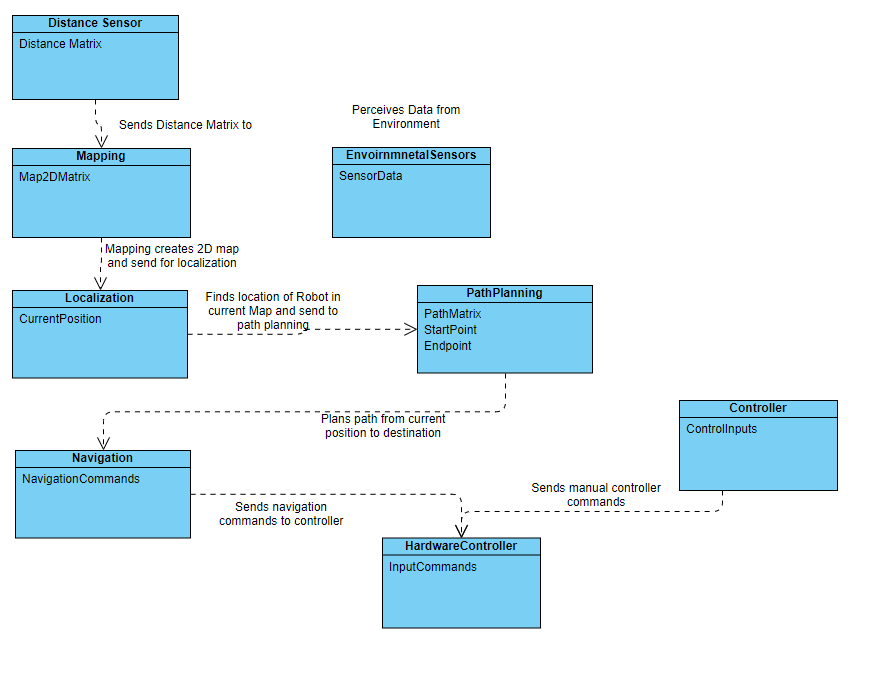 Distance Sensor
Distance Matrix
Sends Distance Matrix to
Perceives Data from
Environment
Mapping
Map2DMatrix
EnvoirnmnetalSensors
SensorData
Mapping creates 2D map
and send for localization
Localization
CurrentPosition
Finds location of Robot in
current Map and send to
path planning
PathPlanning
PathMatrix
StartPoint
Endpoint
Plans path from current
position to destination
Controller
ControlInputs
Navigation
NavigationCommands
Sends navigation
commands to controller
Sends manual controller
commands
HardwareController
InputCommands